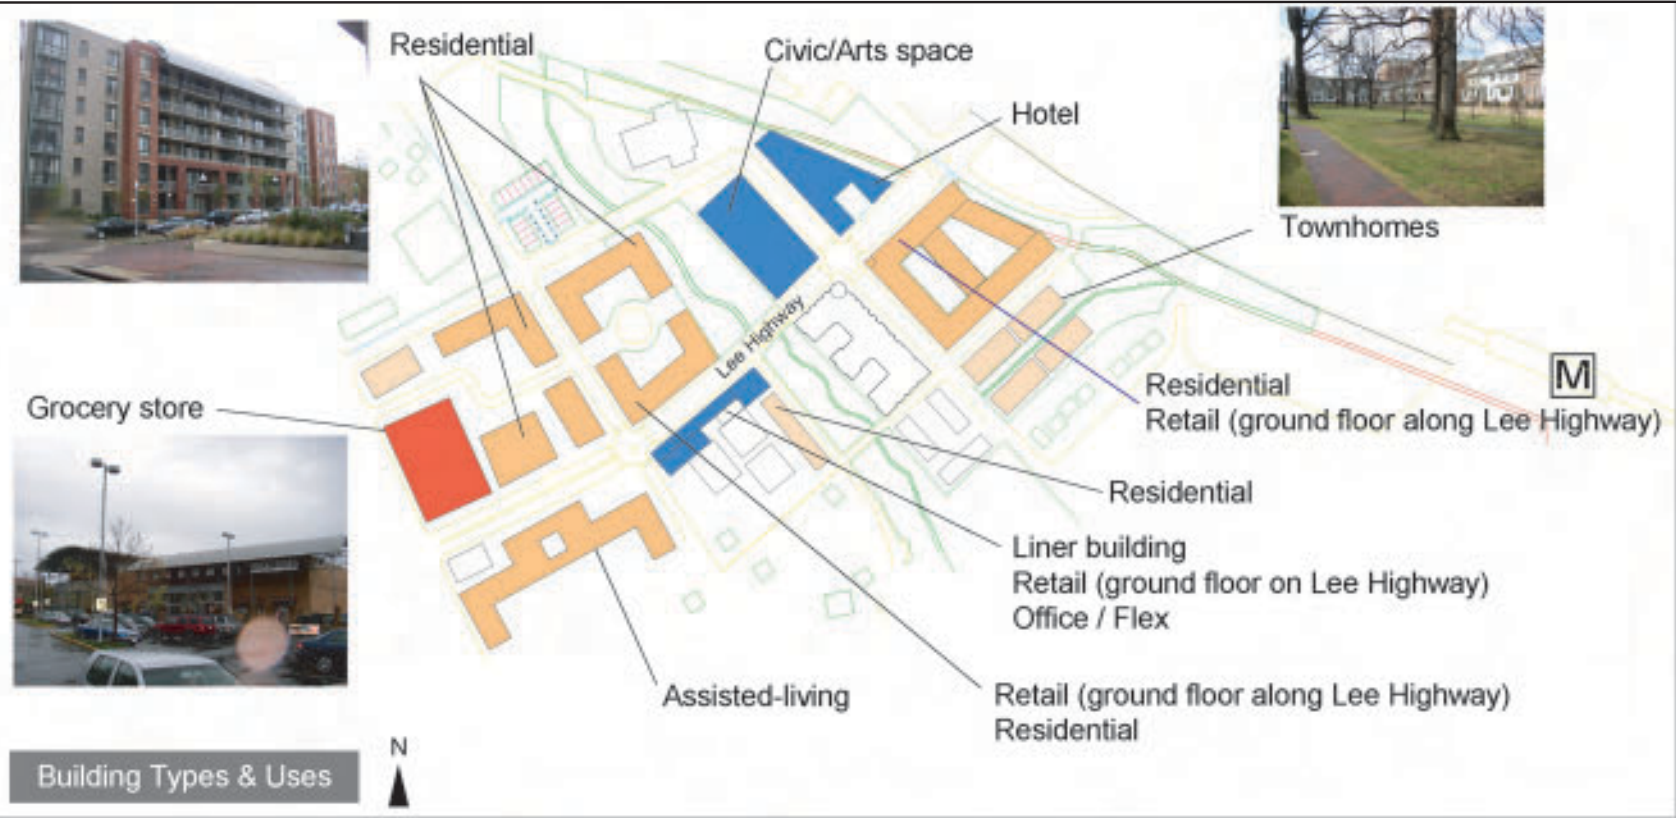 Residential
Civic/Arts space
Hotel
Townhomes
Lee Highway
M
Residential
Retail (ground floor along Lee Highway)
Grocery store
Residential
Liner building
Retail (ground floor on Lee Highway)
Office / Flex
Assisted-living
Retail (ground floor along Lee Highway)
Residential
Building Types & Uses
N